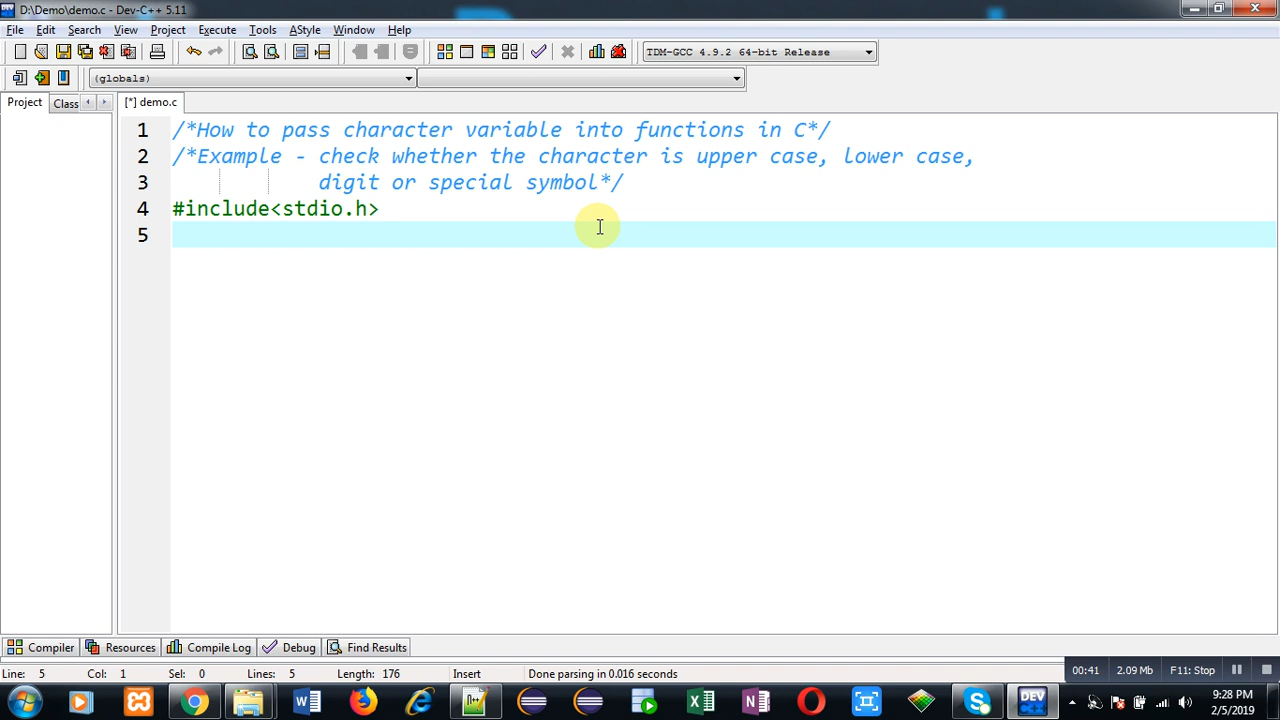 D:\Demo\demo.c - Dev-C++ 5.11
File Edit Search View Project Execute Tools AStyle Window Help
TDM-GCC 4.9.2 64-bit Release
(globals)
Project Class [*] demo.c
1 /*How to pass character variable into functions in C*/
2 /*Example - check whether the character is upper case, lower case,
3 digit or special symbol*/
4 #include<stdio.h>
5
Compiler Resources Compile Log Debug Find Results
Line: 5 Col: 1 Sel: 0 Lines: 5 Length: 176 Insert Done parsing in 0.016 seconds 00:41 2.09 Mb F11: Stop
DEV 9:28 PM
2/5/2019